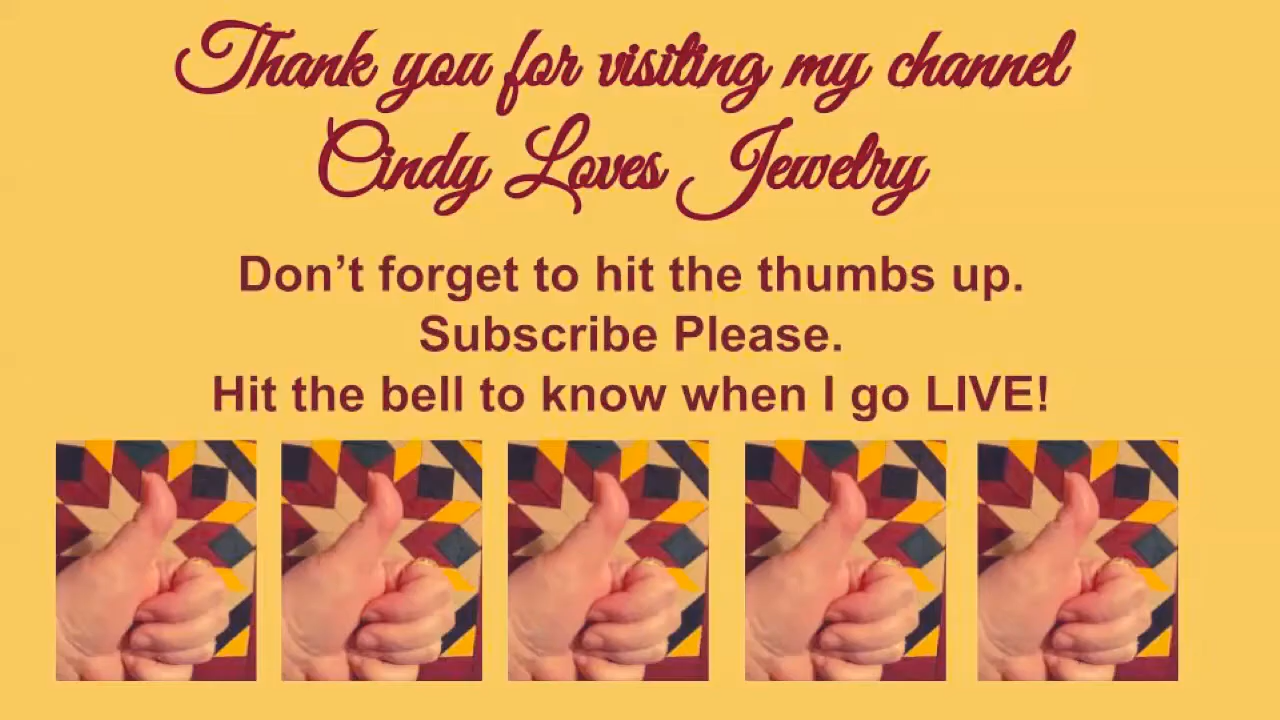 Thank you for visiting my channel
Cindy Loves Jewelry
Don’t forget to hit the thumbs up.
Subscribe Please.
Hit the bell to know when I go LIVE!